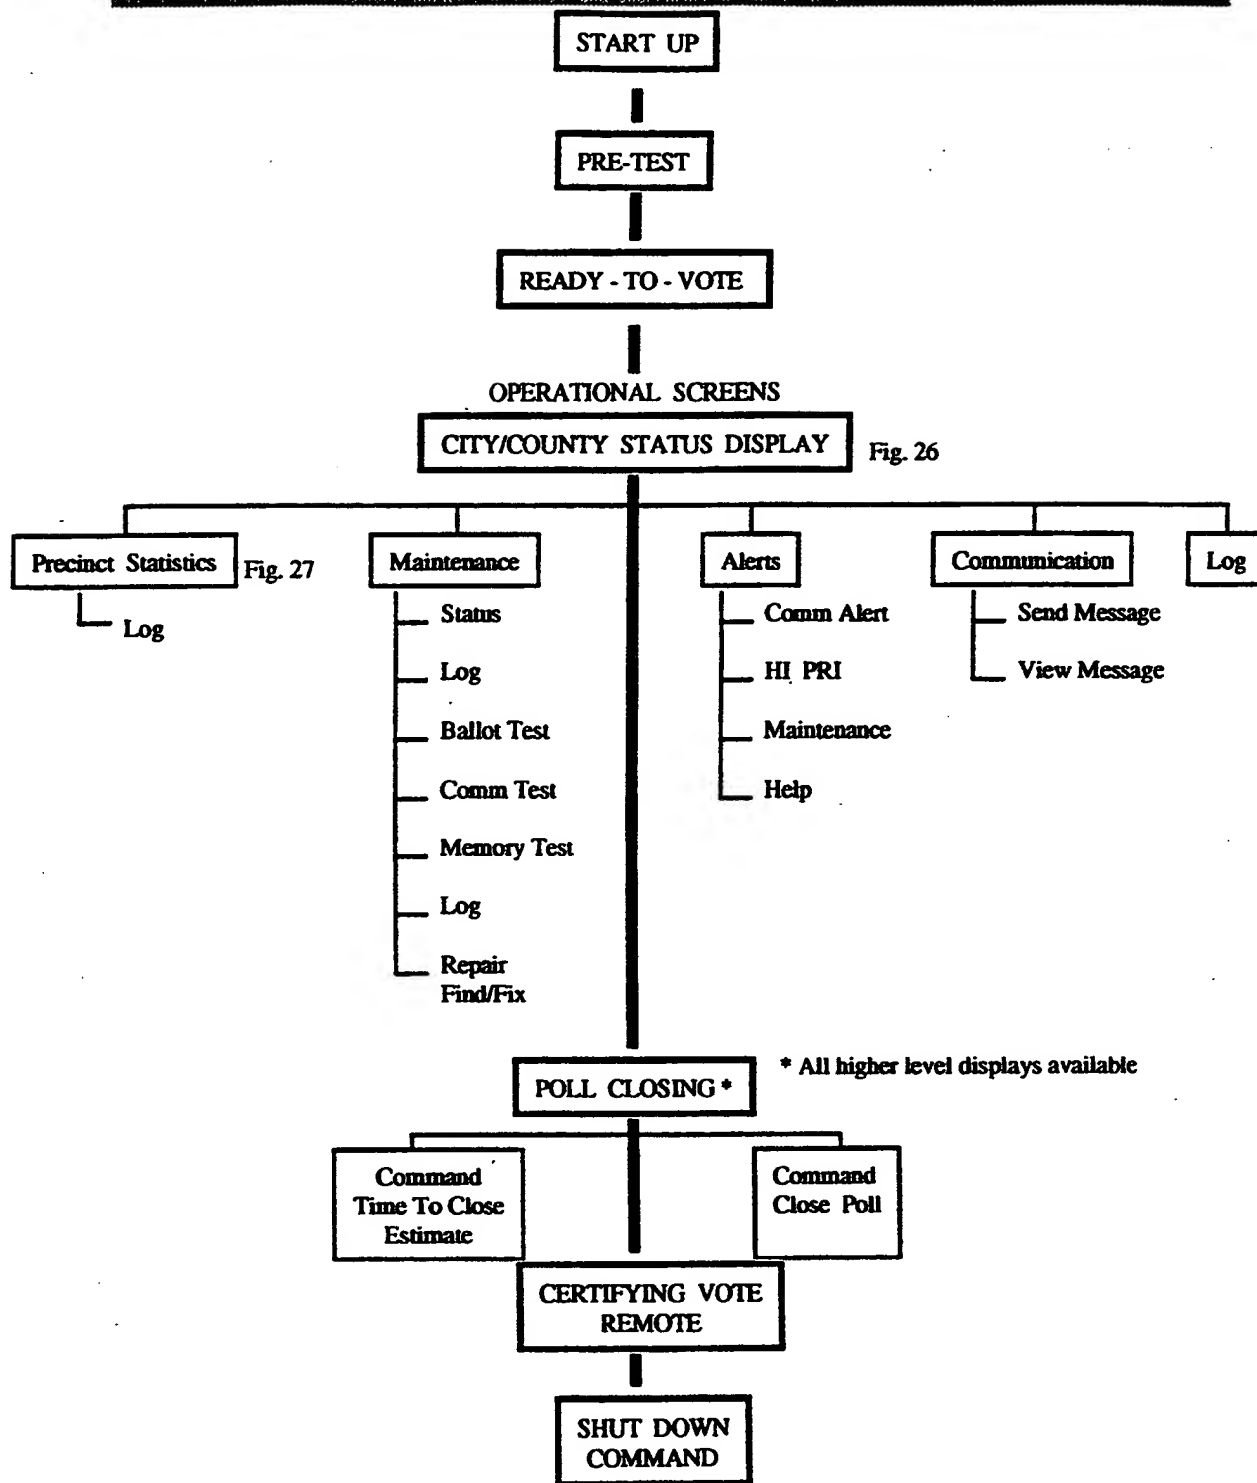 START UP
PRE-TEST
READY - TO - VOTE
OPERATIONAL SCREENS
CITY/COUNTY STATUS DISPLAY
Fig. 26
Precinct Statistics
Fig. 27
Log
Maintenance
Status
Log
Ballot Test
Comm Test
Memory Test
Log
Repair
Find/Fix
Alerts
Comm Alert
HI PRI
Maintenance
Help
Communication
Send Message
View Message
Log
POLL CLOSING *
* All higher level displays available
Command
Time To Close
Estimate
Command
Close Poll
CERTIFYING VOTE
REMOTE
SHUT DOWN
COMMAND